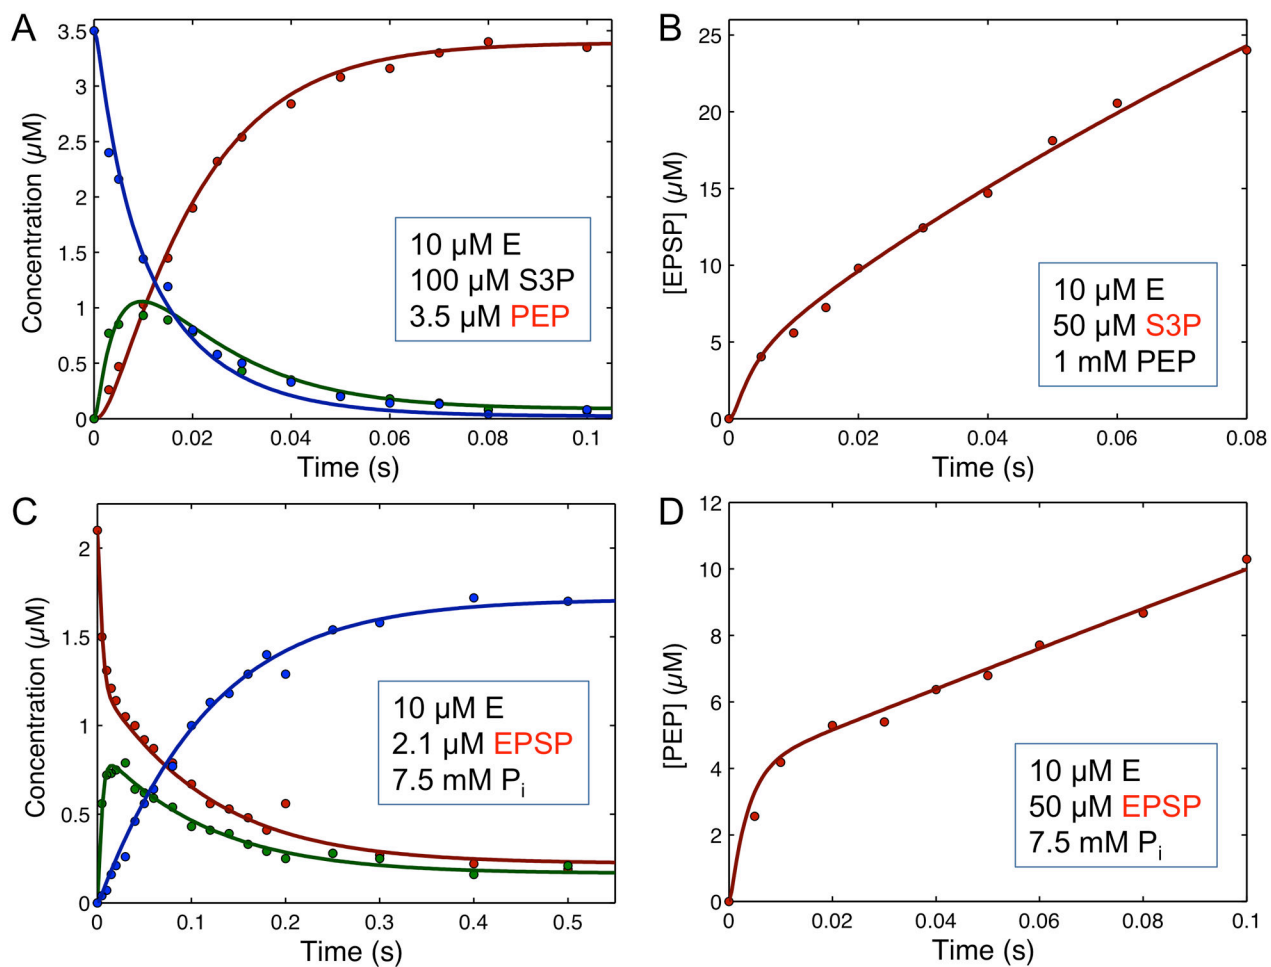 A
3.5
3
2.5
2
1.5
1
0.5
0
Concentration (µM)
10 µM E
100 µM S3P
3.5 µM PEP
0 0.02 0.04 0.06 0.08 0.1
Time (s)
B
25
20
15
10
5
0
[EPSP] (µM)
10 µM E
50 µM S3P
1 mM PEP
0 0.02 0.04 0.06 0.08
Time (s)
C
2
1.5
1
0.5
0
Concentration (µM)
10 µM E
2.1 µM EPSP
7.5 mM Pi
0 0.1 0.2 0.3 0.4 0.5
Time (s)
D
12
10
8
6
4
2
0
[PEP] (µM)
10 µM E
50 µM EPSP
7.5 mM Pi
0 0.02 0.04 0.06 0.08 0.1
Time (s)